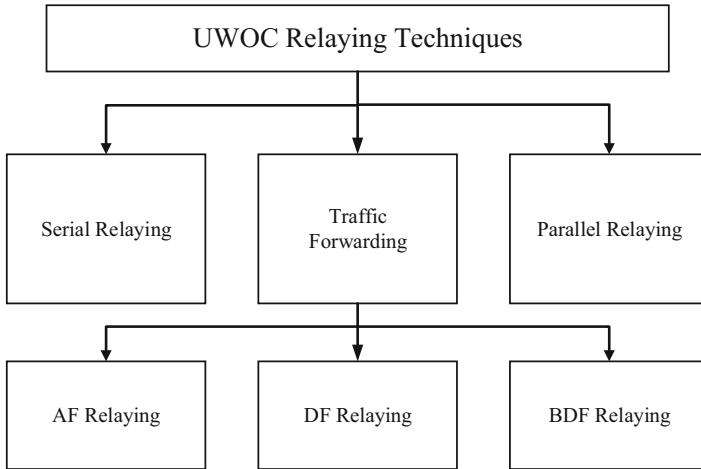 UWOC Relaying Techniques
Serial Relaying
Traffic
Forwarding
Parallel Relaying
AF Relaying
DF Relaying
BDF Relaying